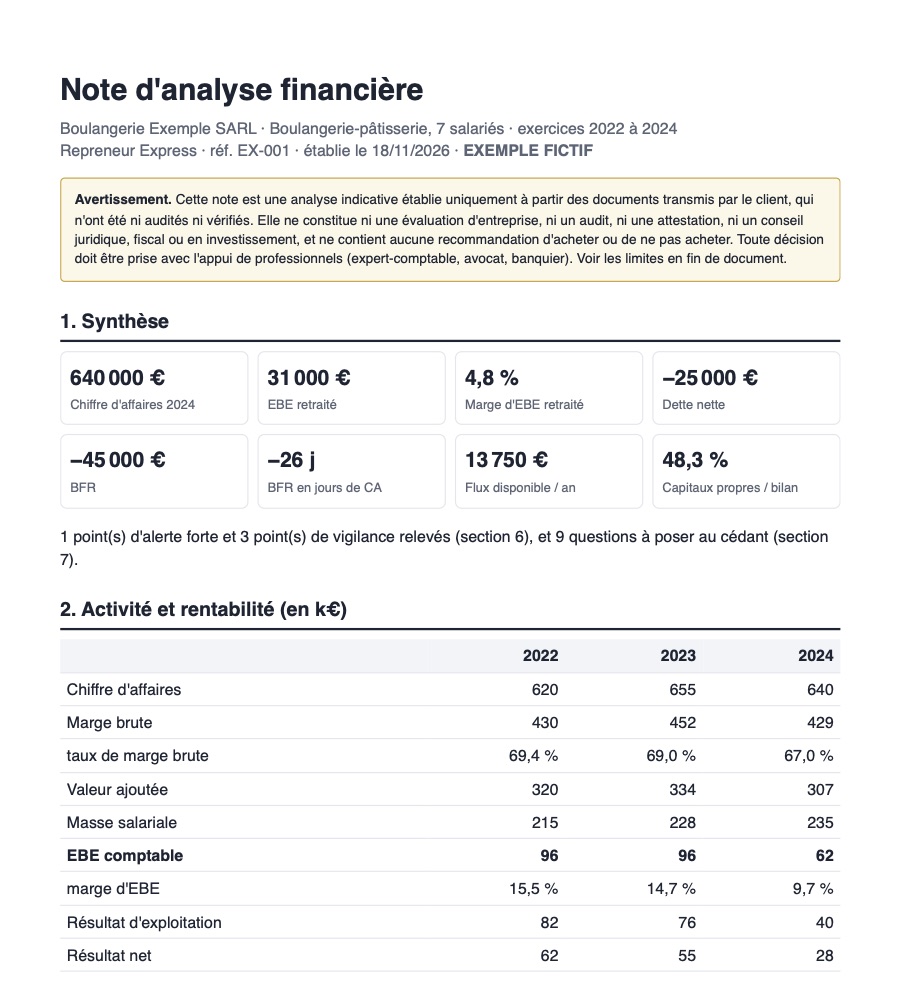 Note d'analyse financière
Boulangerie Exemple SARL · Boulangerie-pâtisserie, 7 salariés · exercices 2022 à 2024
Repreneur Express · réf. EX-001 · établie le 18/11/2026 · EXEMPLE FICTIF
Avertissement. Cette note est une analyse indicative établie uniquement à partir des documents transmis par le client, qui
n'ont été ni audités ni vérifiés. Elle ne constitue ni une évaluation d'entreprise, ni un audit, ni une attestation, ni un conseil
juridique, fiscal ou en investissement, et ne contient aucune recommandation d'acheter ou de ne pas acheter. Toute décision
doit être prise avec l'appui de professionnels (expert-comptable, avocat, banquier). Voir les limites en fin de document.
1. Synthèse
640 000 € 31 000 € 4,8 % −25 000 €
Chiffre d'affaires 2024 EBE retraité Marge d'EBE retraité Dette nette
−45 000 € −26 j 13 750 € 48,3 %
BFR BFR en jours de CA Flux disponible / an Capitaux propres / bilan
1 point(s) d'alerte forte et 3 point(s) de vigilance relevés (section 6), et 9 questions à poser au cédant (section
7).
2. Activité et rentabilité (en k€)
2022 2023 2024
Chiffre d'affaires 620 655 640
Marge brute 430 452 429
taux de marge brute 69,4 % 69,0 % 67,0 %
Valeur ajoutée 320 334 307
Masse salariale 215 228 235
EBE comptable 96 96 62
marge d'EBE 15,5 % 14,7 % 9,7 %
Résultat d'exploitation 82 76 40
Résultat net 62 55 28